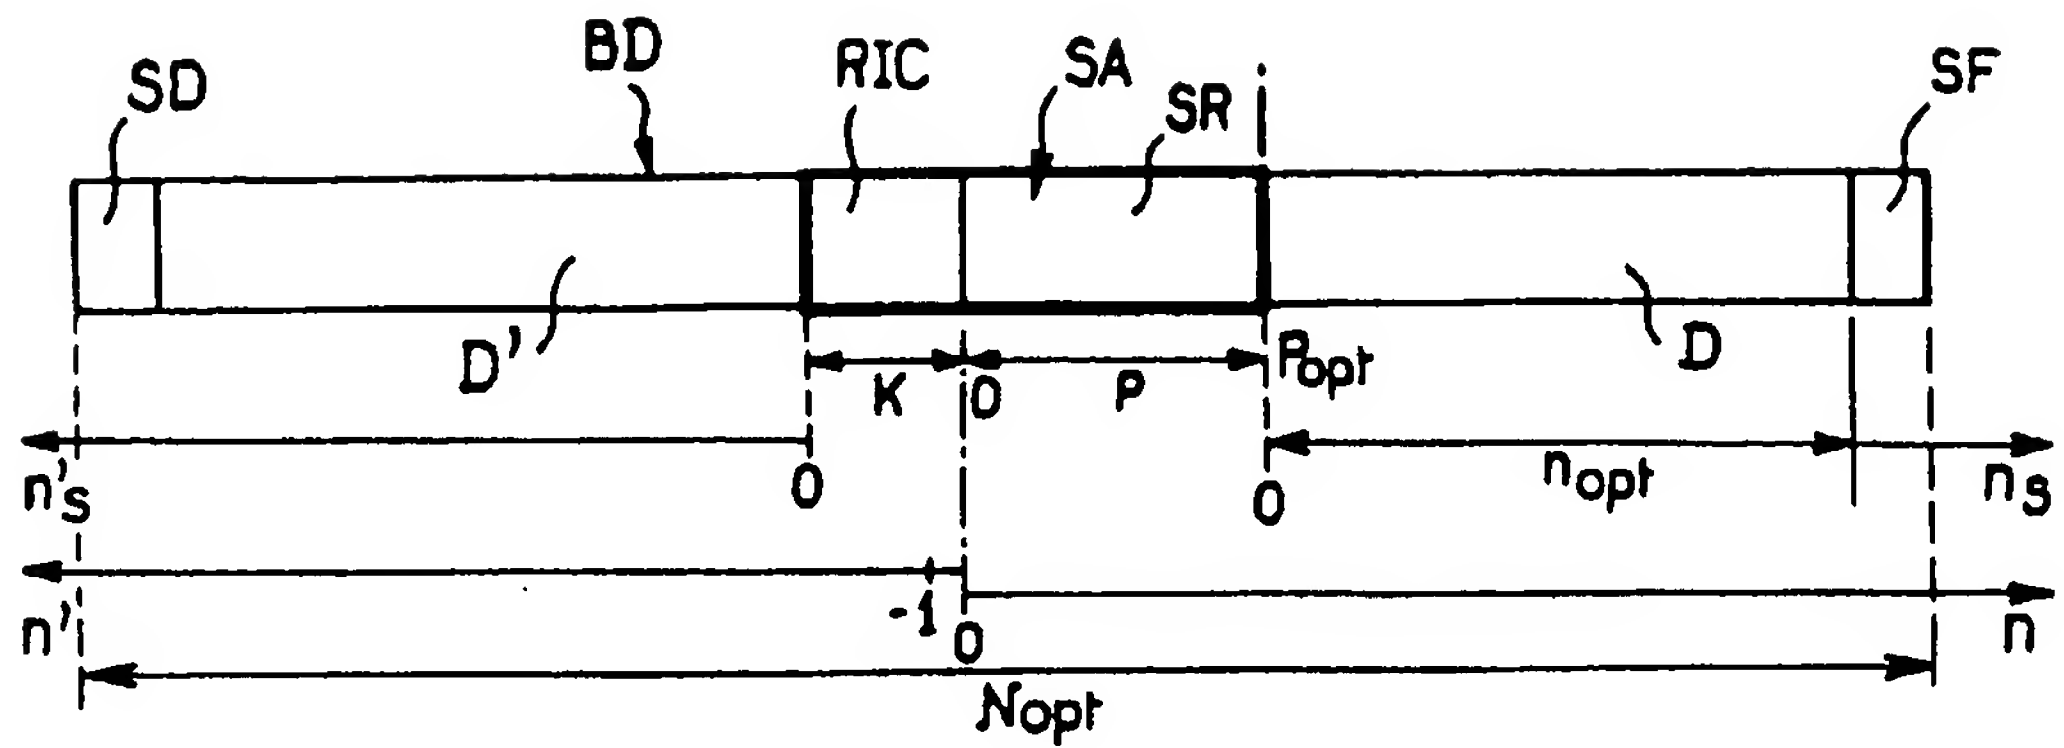 SD BD RIC SA SR SF
D' K 0 P Popt D
n's 0 0 nopt ns
n' -1 0 n
Nopt